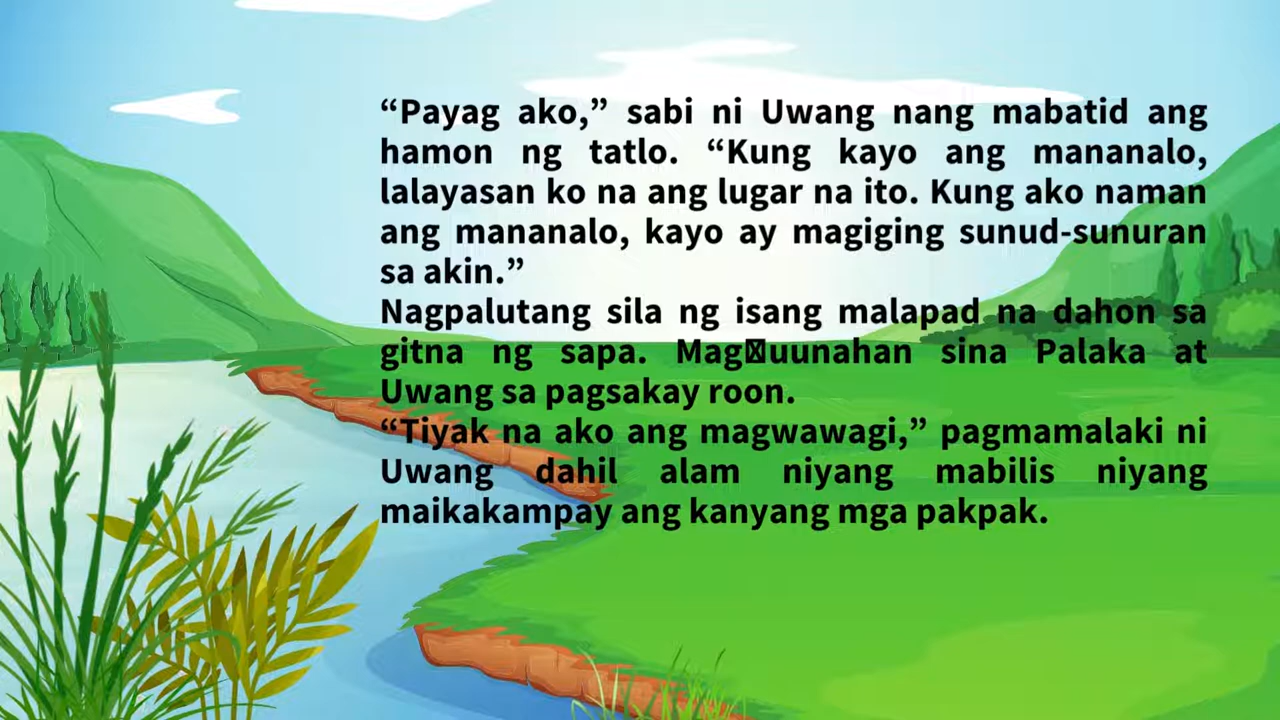 “Payag ako,” sabi ni Uwang nang mabatid ang
hamon ng tatlo. “Kung kayo ang mananalo,
lalayasan ko na ang lugar na ito. Kung ako naman
ang mananalo, kayo ay magiging sunud-sunuran
sa akin.”
Nagpalutang sila ng isang malapad na dahon sa
gitna ng sapa. Mag￾uunahan sina Palaka at
Uwang sa pagsakay roon.
“Tiyak na ako ang magwawagi,” pagmamalaki ni
Uwang dahil alam niyang mabilis niyang
maikakampay ang kanyang mga pakpak.